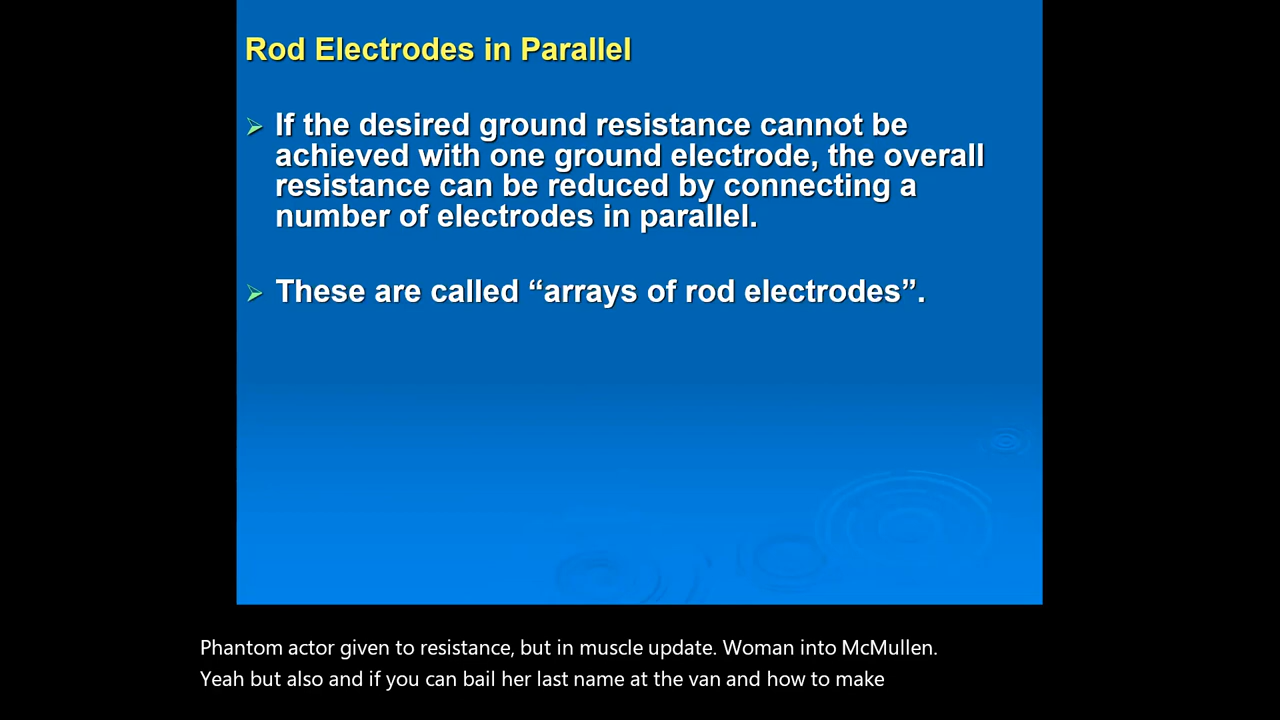 Rod Electrodes in Parallel
If the desired ground resistance cannot be
achieved with one ground electrode, the overall
resistance can be reduced by connecting a
number of electrodes in parallel.
These are called “arrays of rod electrodes”.
Phantom actor given to resistance, but in muscle update. Woman into McMullen.
Yeah but also and if you can bail her last name at the van and how to make